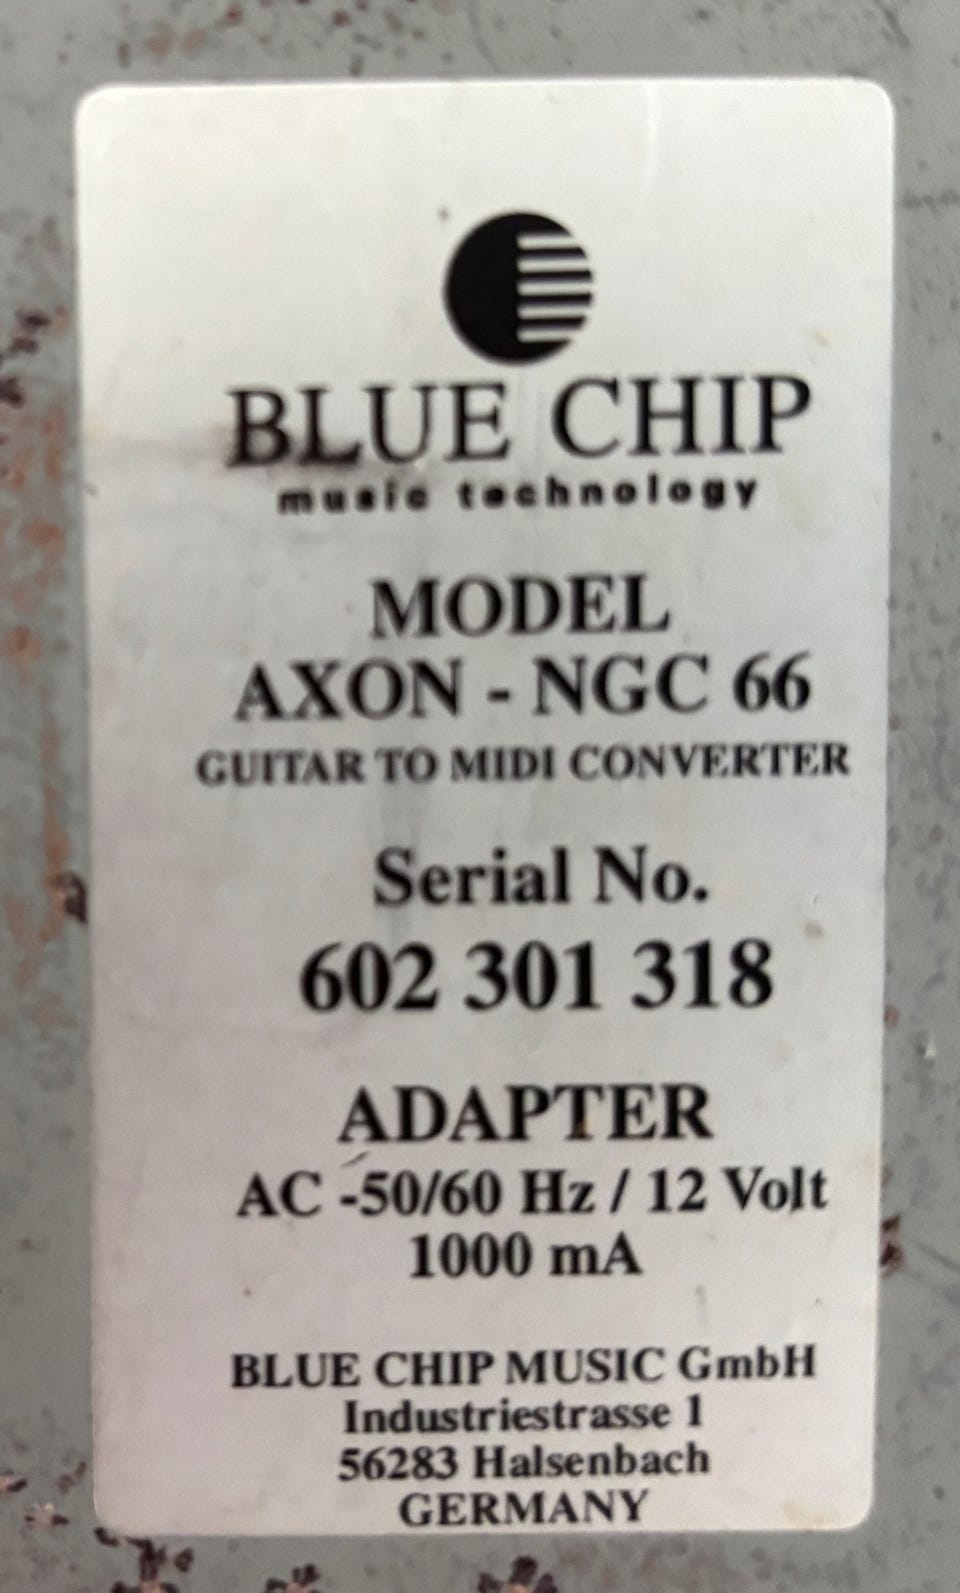 BLUE CHIP
music technology
MODEL
AXON - NGC 66
GUITAR TO MIDI CONVERTER
Serial No.
602 301 318
ADAPTER
AC -50/60 Hz / 12 Volt
1000 mA
BLUE CHIP MUSIC GmbH
Industriestrasse 1
56283 Halsenbach
GERMANY